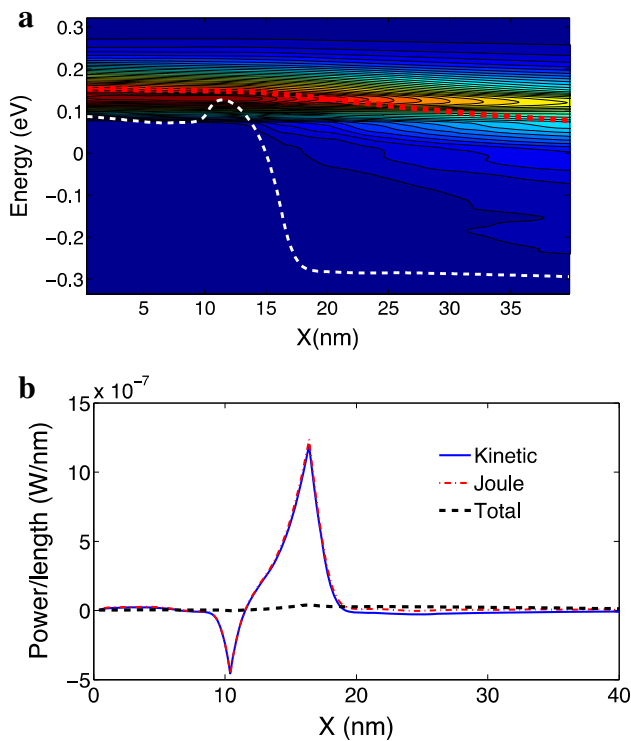 a
0.3
0.2
0.1
0
−0.1
−0.2
−0.3
Energy (eV)
5 10 15 20 25 30 35
X(nm)
b
x 10⁻⁷
15
10
5
0
−5
Power/length (W/nm)
Kinetic
Joule
Total
0 10 20 30 40
X (nm)